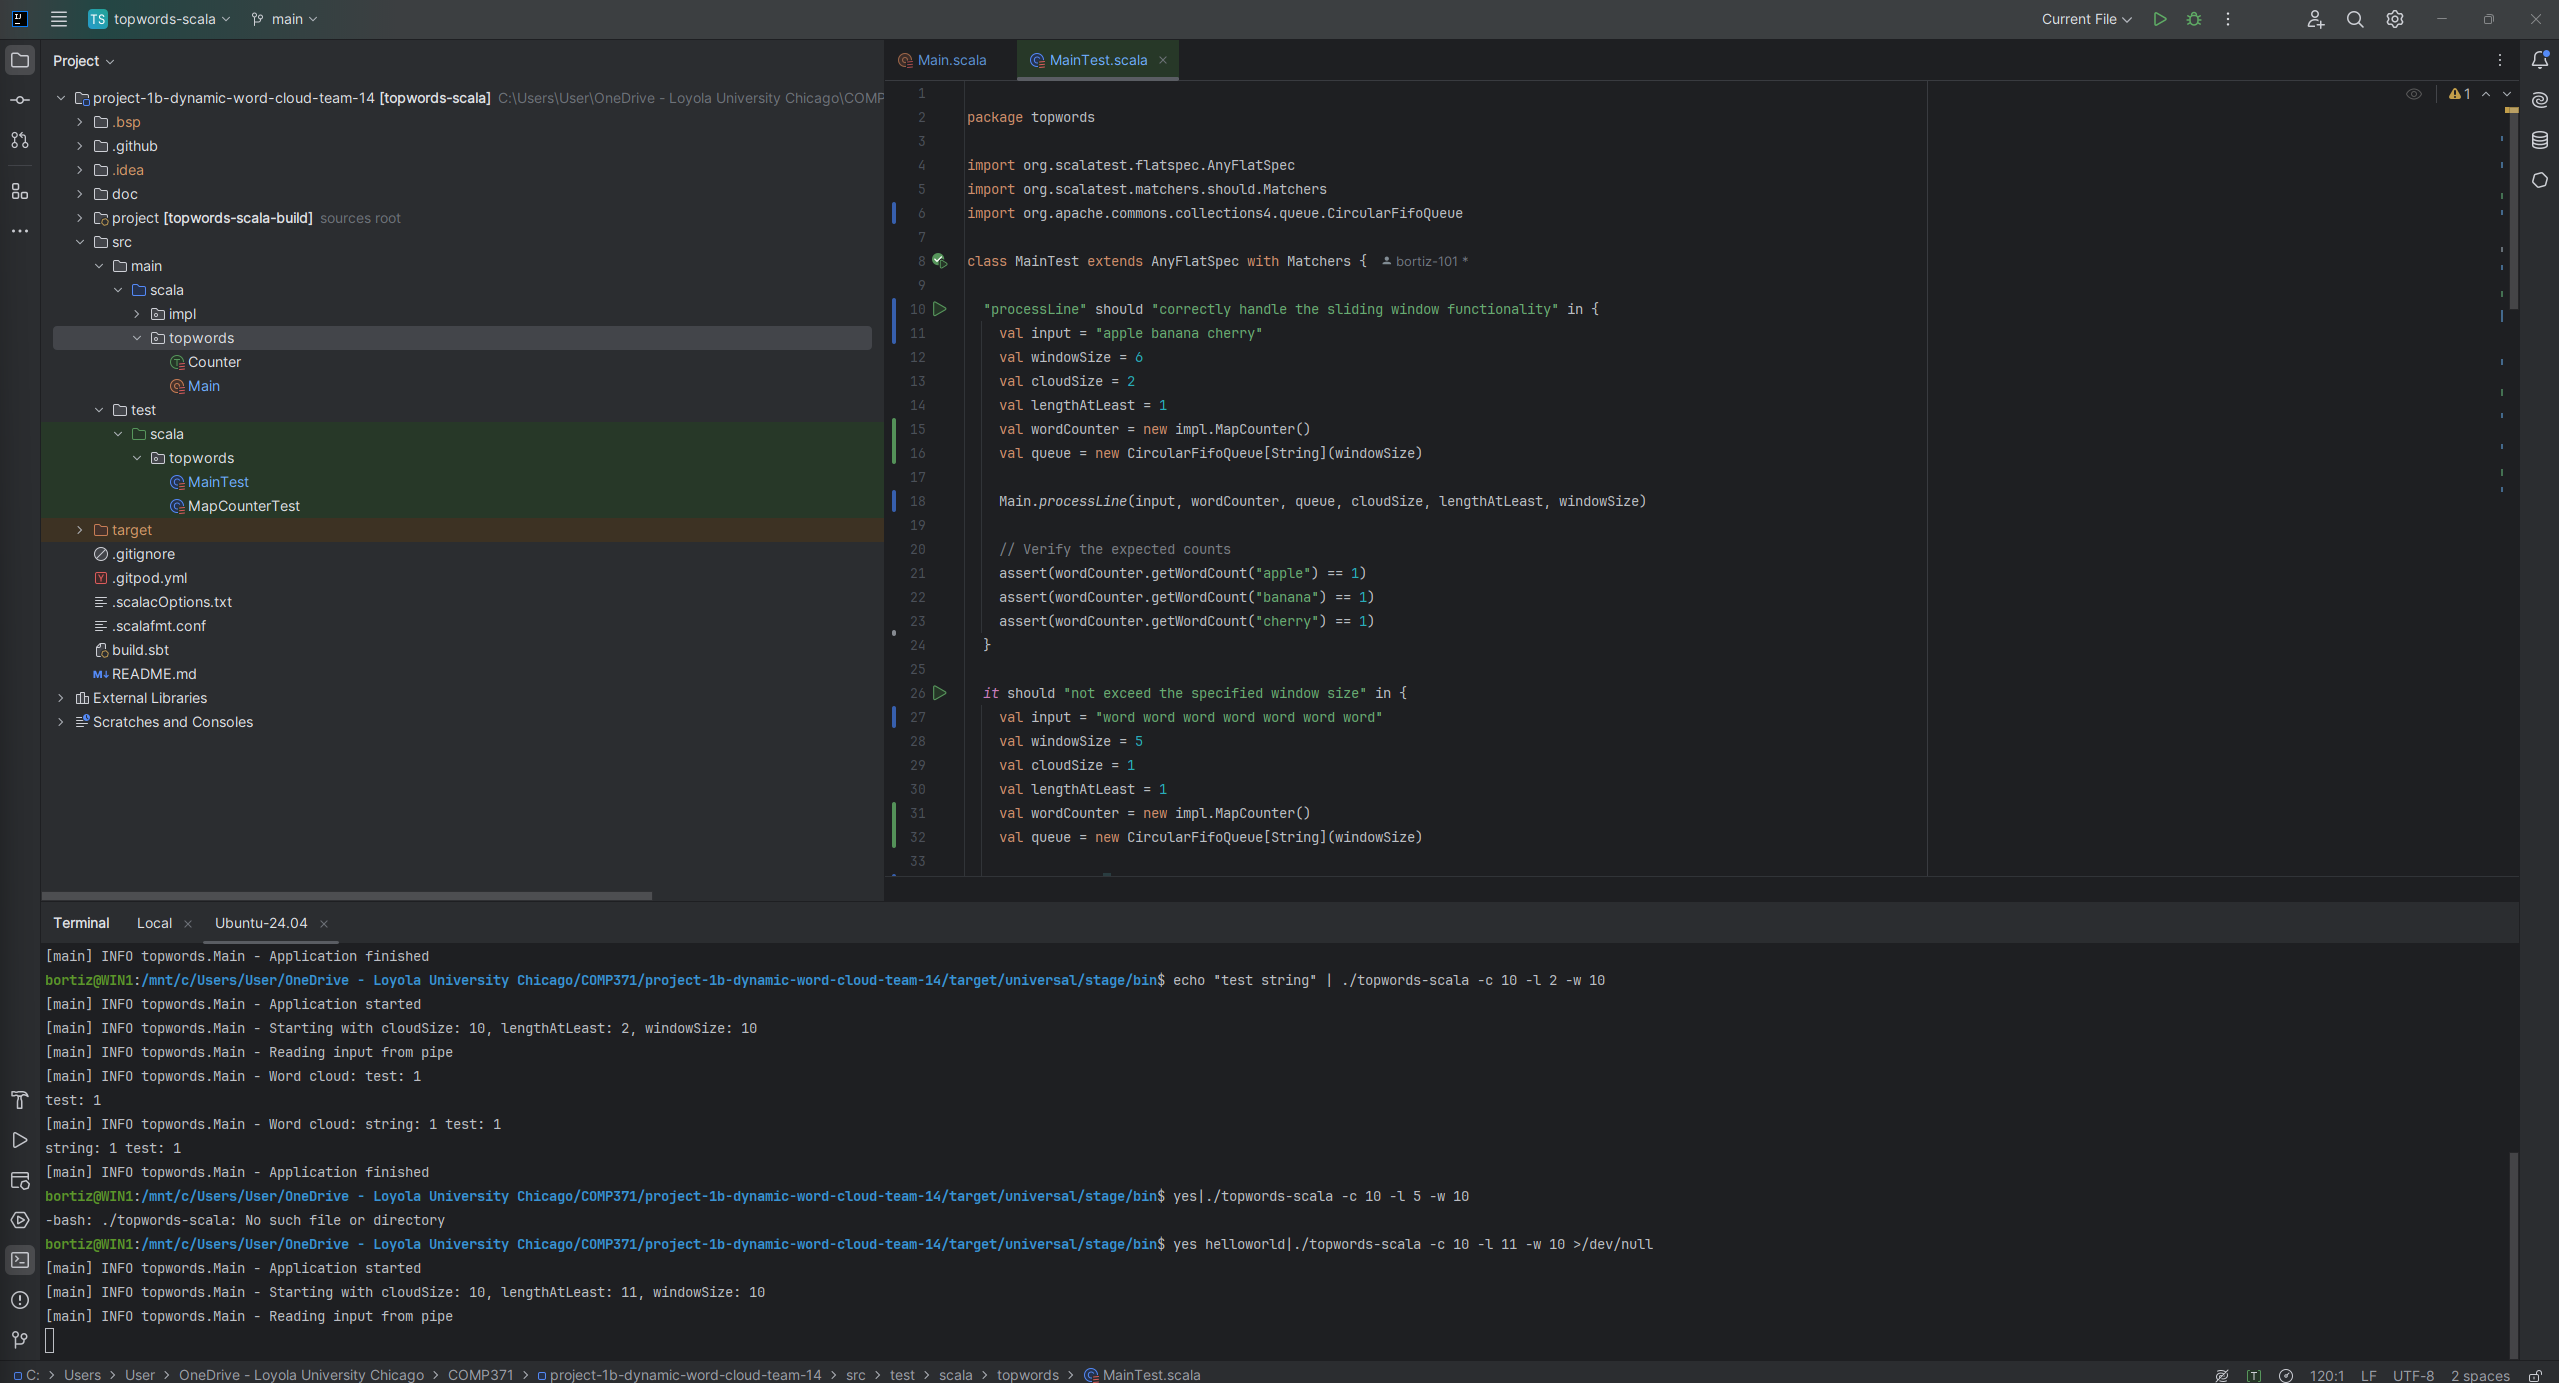 TS topwords-scala main Current File
Project
project-1b-dynamic-word-cloud-team-14 [topwords-scala] C:\Users\User\OneDrive - Loyola University Chicago\COMP
.bsp
.github
.idea
doc
project [topwords-scala-build] sources root
src
main
scala
impl
topwords
Counter
Main
test
scala
topwords
MainTest
MapCounterTest
target
.gitignore
.gitpod.yml
.scalacOptions.txt
.scalafmt.conf
build.sbt
README.md
External Libraries
Scratches and Consoles
Main.scala MainTest.scala
1
2 package topwords
3
4 import org.scalatest.flatspec.AnyFlatSpec
5 import org.scalatest.matchers.should.Matchers
6 import org.apache.commons.collections4.queue.CircularFifoQueue
7
8 class MainTest extends AnyFlatSpec with Matchers { bortiz-101 *
9
10 "processLine" should "correctly handle the sliding window functionality" in {
11 val input = "apple banana cherry"
12 val windowSize = 6
13 val cloudSize = 2
14 val lengthAtLeast = 1
15 val wordCounter = new impl.MapCounter()
16 val queue = new CircularFifoQueue[String](windowSize)
17
18 Main.processLine(input, wordCounter, queue, cloudSize, lengthAtLeast, windowSize)
19
20 // Verify the expected counts
21 assert(wordCounter.getWordCount("apple") == 1)
22 assert(wordCounter.getWordCount("banana") == 1)
23 assert(wordCounter.getWordCount("cherry") == 1)
24 }
25
26 it should "not exceed the specified window size" in {
27 val input = "word word word word word word word"
28 val windowSize = 5
29 val cloudSize = 1
30 val lengthAtLeast = 1
31 val wordCounter = new impl.MapCounter()
32 val queue = new CircularFifoQueue[String](windowSize)
33
1
Terminal Local Ubuntu-24.04
[main] INFO topwords.Main - Application finished
bortiz@WIN1:/mnt/c/Users/User/OneDrive - Loyola University Chicago/COMP371/project-1b-dynamic-word-cloud-team-14/target/universal/stage/bin$ echo "test string" | ./topwords-scala -c 10 -l 2 -w 10
[main] INFO topwords.Main - Application started
[main] INFO topwords.Main - Starting with cloudSize: 10, lengthAtLeast: 2, windowSize: 10
[main] INFO topwords.Main - Reading input from pipe
[main] INFO topwords.Main - Word cloud: test: 1
test: 1
[main] INFO topwords.Main - Word cloud: string: 1 test: 1
string: 1 test: 1
[main] INFO topwords.Main - Application finished
bortiz@WIN1:/mnt/c/Users/User/OneDrive - Loyola University Chicago/COMP371/project-1b-dynamic-word-cloud-team-14/target/universal/stage/bin$ yes|./topwords-scala -c 10 -l 5 -w 10
-bash: ./topwords-scala: No such file or directory
bortiz@WIN1:/mnt/c/Users/User/OneDrive - Loyola University Chicago/COMP371/project-1b-dynamic-word-cloud-team-14/target/universal/stage/bin$ yes helloworld|./topwords-scala -c 10 -l 11 -w 10 >/dev/null
[main] INFO topwords.Main - Application started
[main] INFO topwords.Main - Starting with cloudSize: 10, lengthAtLeast: 11, windowSize: 10
[main] INFO topwords.Main - Reading input from pipe
C: > Users > User > OneDrive - Loyola University Chicago > COMP371 > project-1b-dynamic-word-cloud-team-14 > src > test > scala > topwords > MainTest.scala
[T] 120:1 LF UTF-8 2 spaces